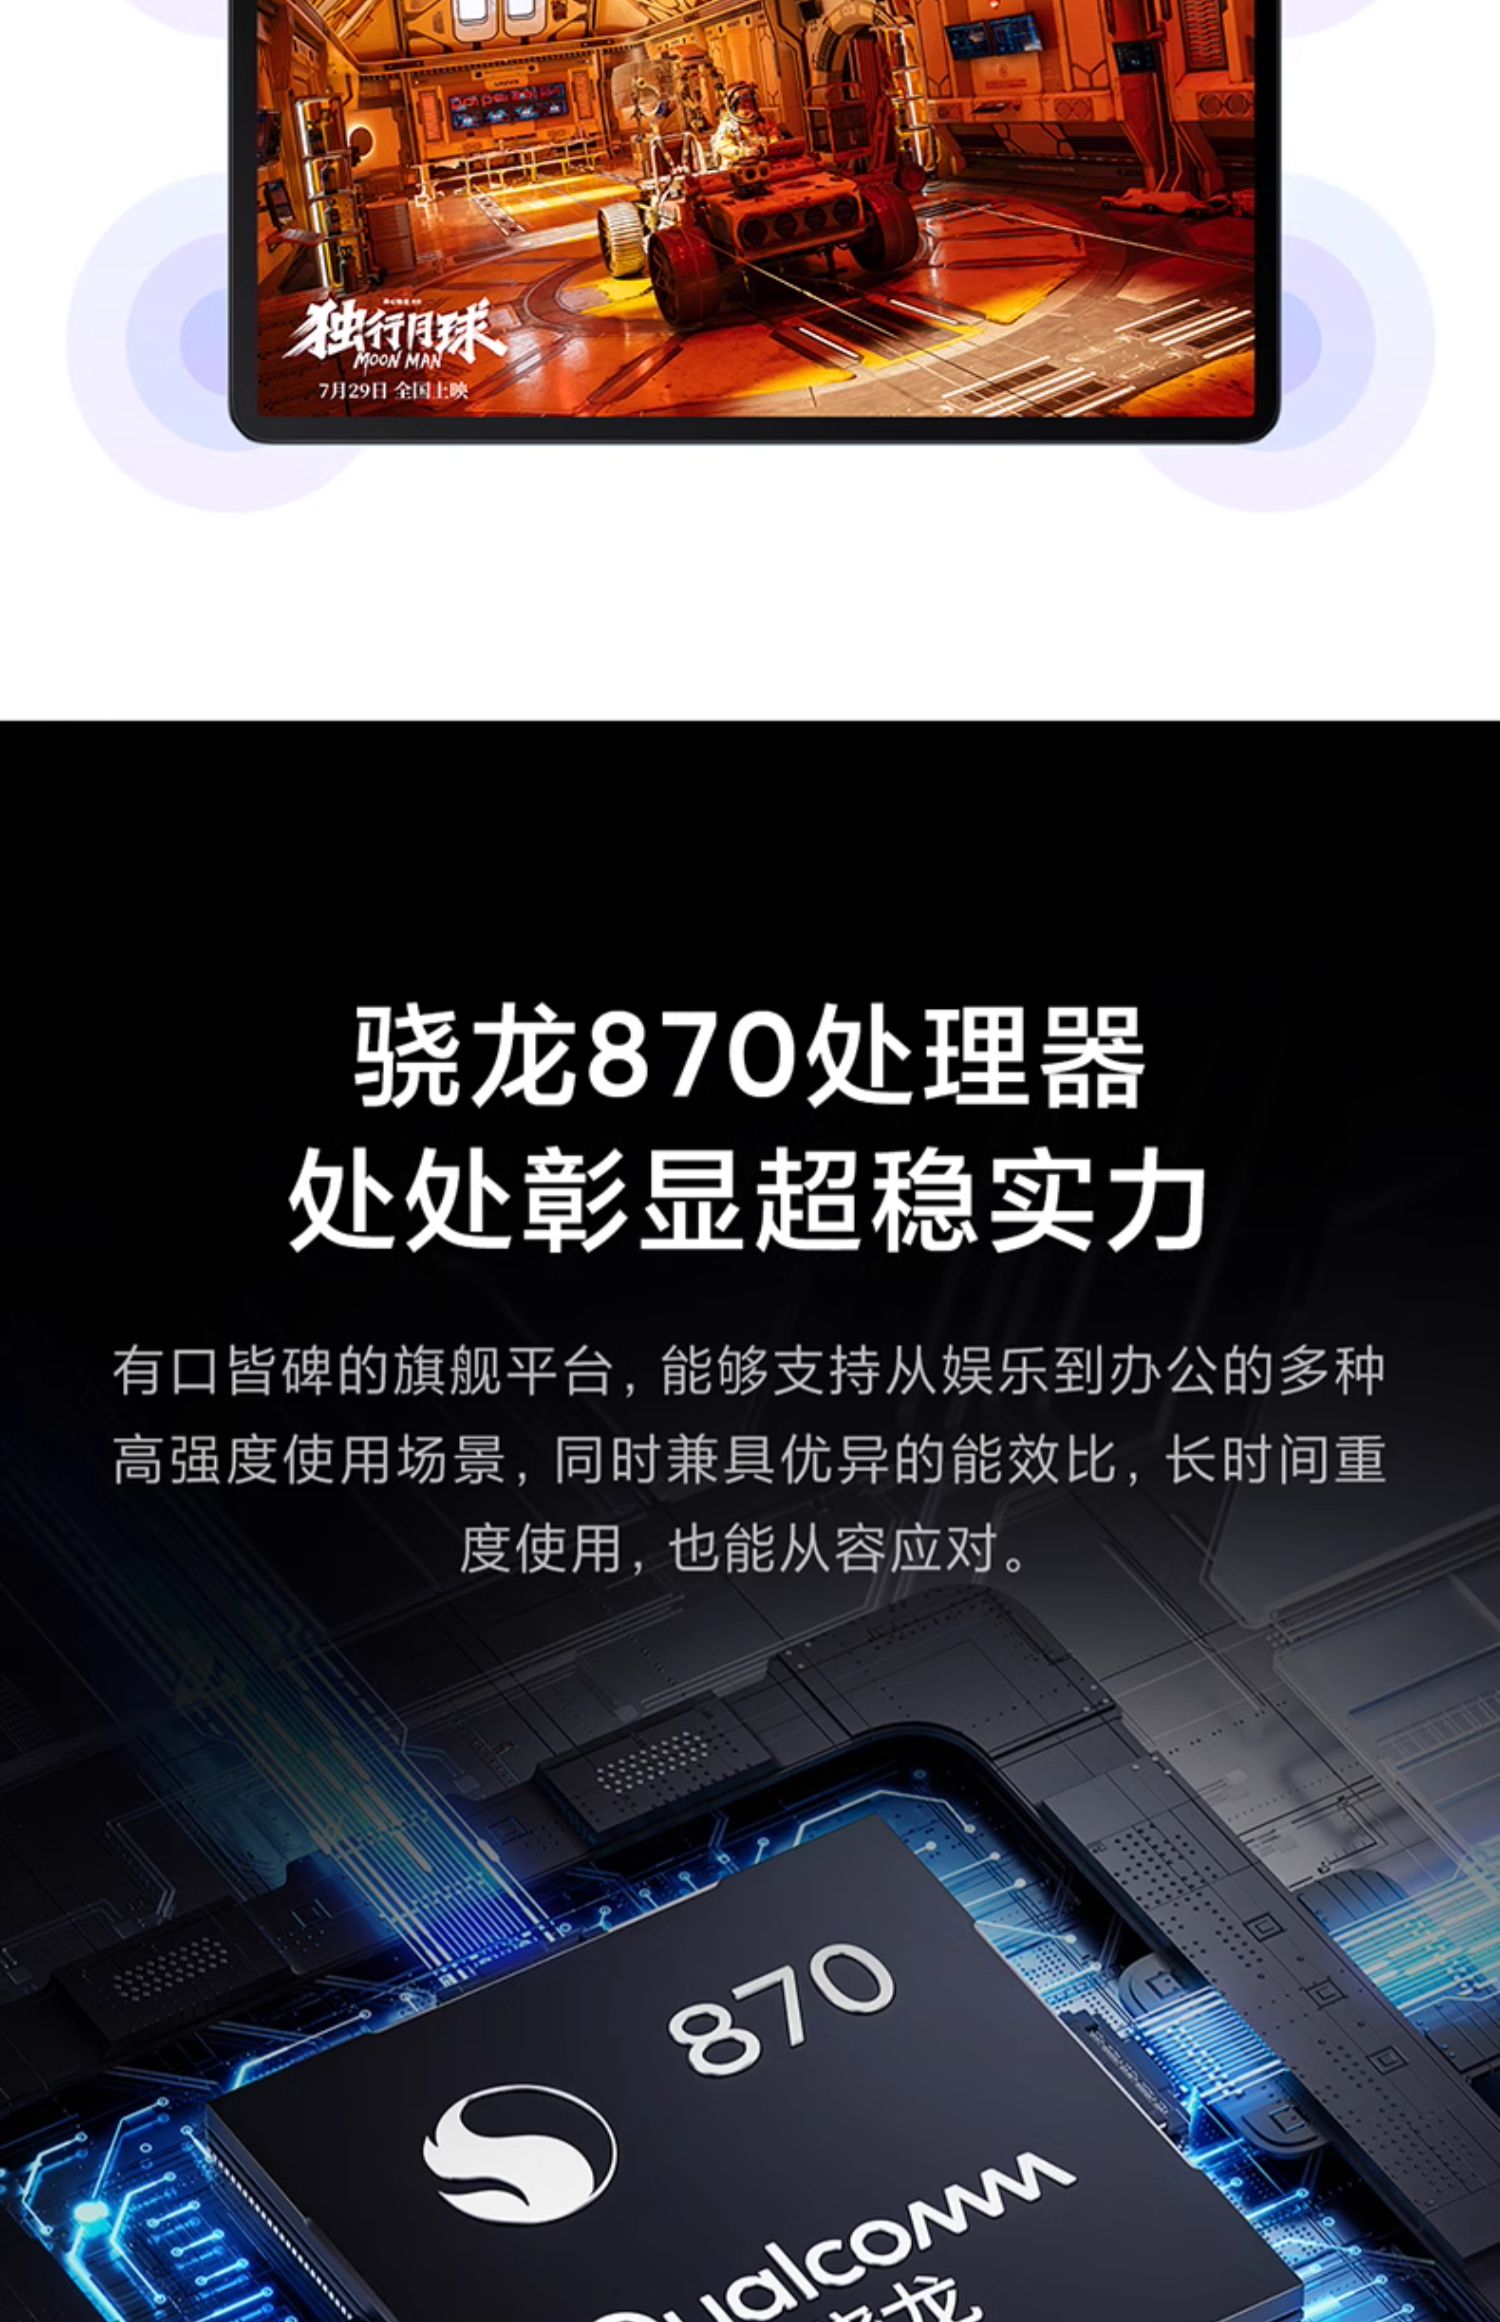 独行月球
MOON MAN
7月29日 全国上映
骁龙870处理器
处处彰显超稳实力
有口皆碑的旗舰平台，能够支持从娱乐到办公的多种
高强度使用场景，同时兼具优异的能效比，长时间重
度使用，也能从容应对。
870
Qualcomm
骁龙